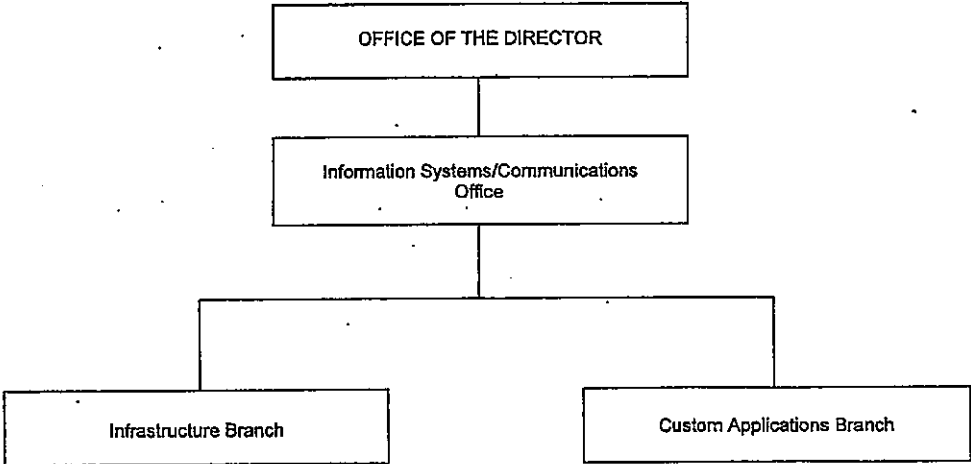 OFFICE OF THE DIRECTOR
Information Systems/Communications
Office
Infrastructure Branch
Custom Applications Branch